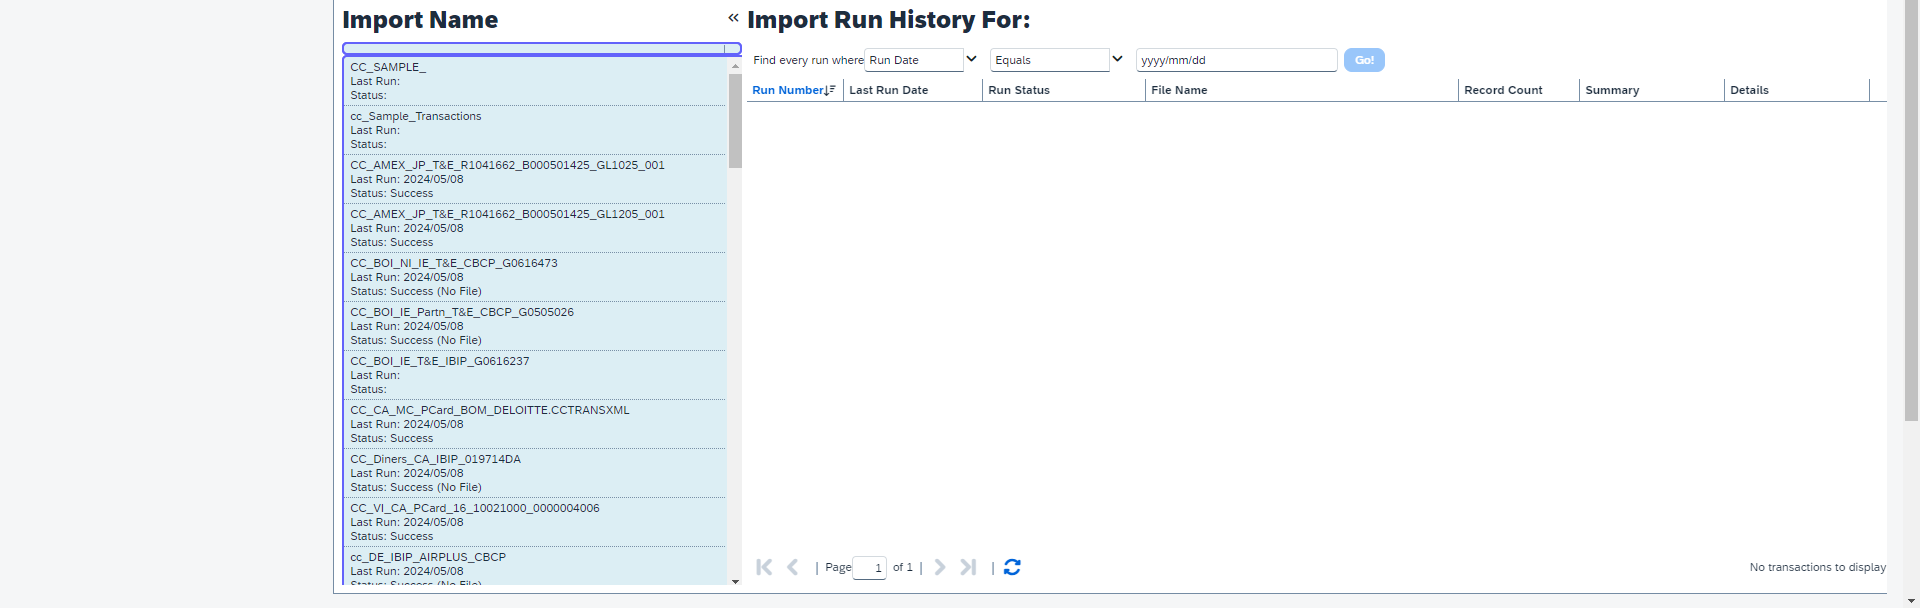 Import Name
«
CC_SAMPLE_
Last Run:
Status:
cc_Sample_Transactions
Last Run:
Status:
CC_AMEX_JP_T&E_R1041662_B000501425_GL1025_001
Last Run: 2024/05/08
Status: Success
CC_AMEX_JP_T&E_R1041662_B000501425_GL1205_001
Last Run: 2024/05/08
Status: Success
CC_BOI_NI_IE_T&E_CBCP_G0616473
Last Run: 2024/05/08
Status: Success (No File)
CC_BOI_IE_Partn_T&E_CBCP_G0505026
Last Run: 2024/05/08
Status: Success (No File)
CC_BOI_IE_T&E_IBIP_G0616237
Last Run:
Status:
CC_CA_MC_PCard_BOM_DELOITTE.CCTRANSXML
Last Run: 2024/05/08
Status: Success
CC_Diners_CA_IBIP_019714DA
Last Run: 2024/05/08
Status: Success (No File)
CC_VI_CA_PCard_16_10021000_0000004006
Last Run: 2024/05/08
Status: Success
cc_DE_IBIP_AIRPLUS_CBCP
Last Run: 2024/05/08
Status: Success (No File)
Import Run History For:
Find every run where Run Date Equals yyyy/mm/dd Go!
Run Number Last Run Date Run Status File Name Record Count Summary Details
| Page 1 of 1 | | No transactions to display